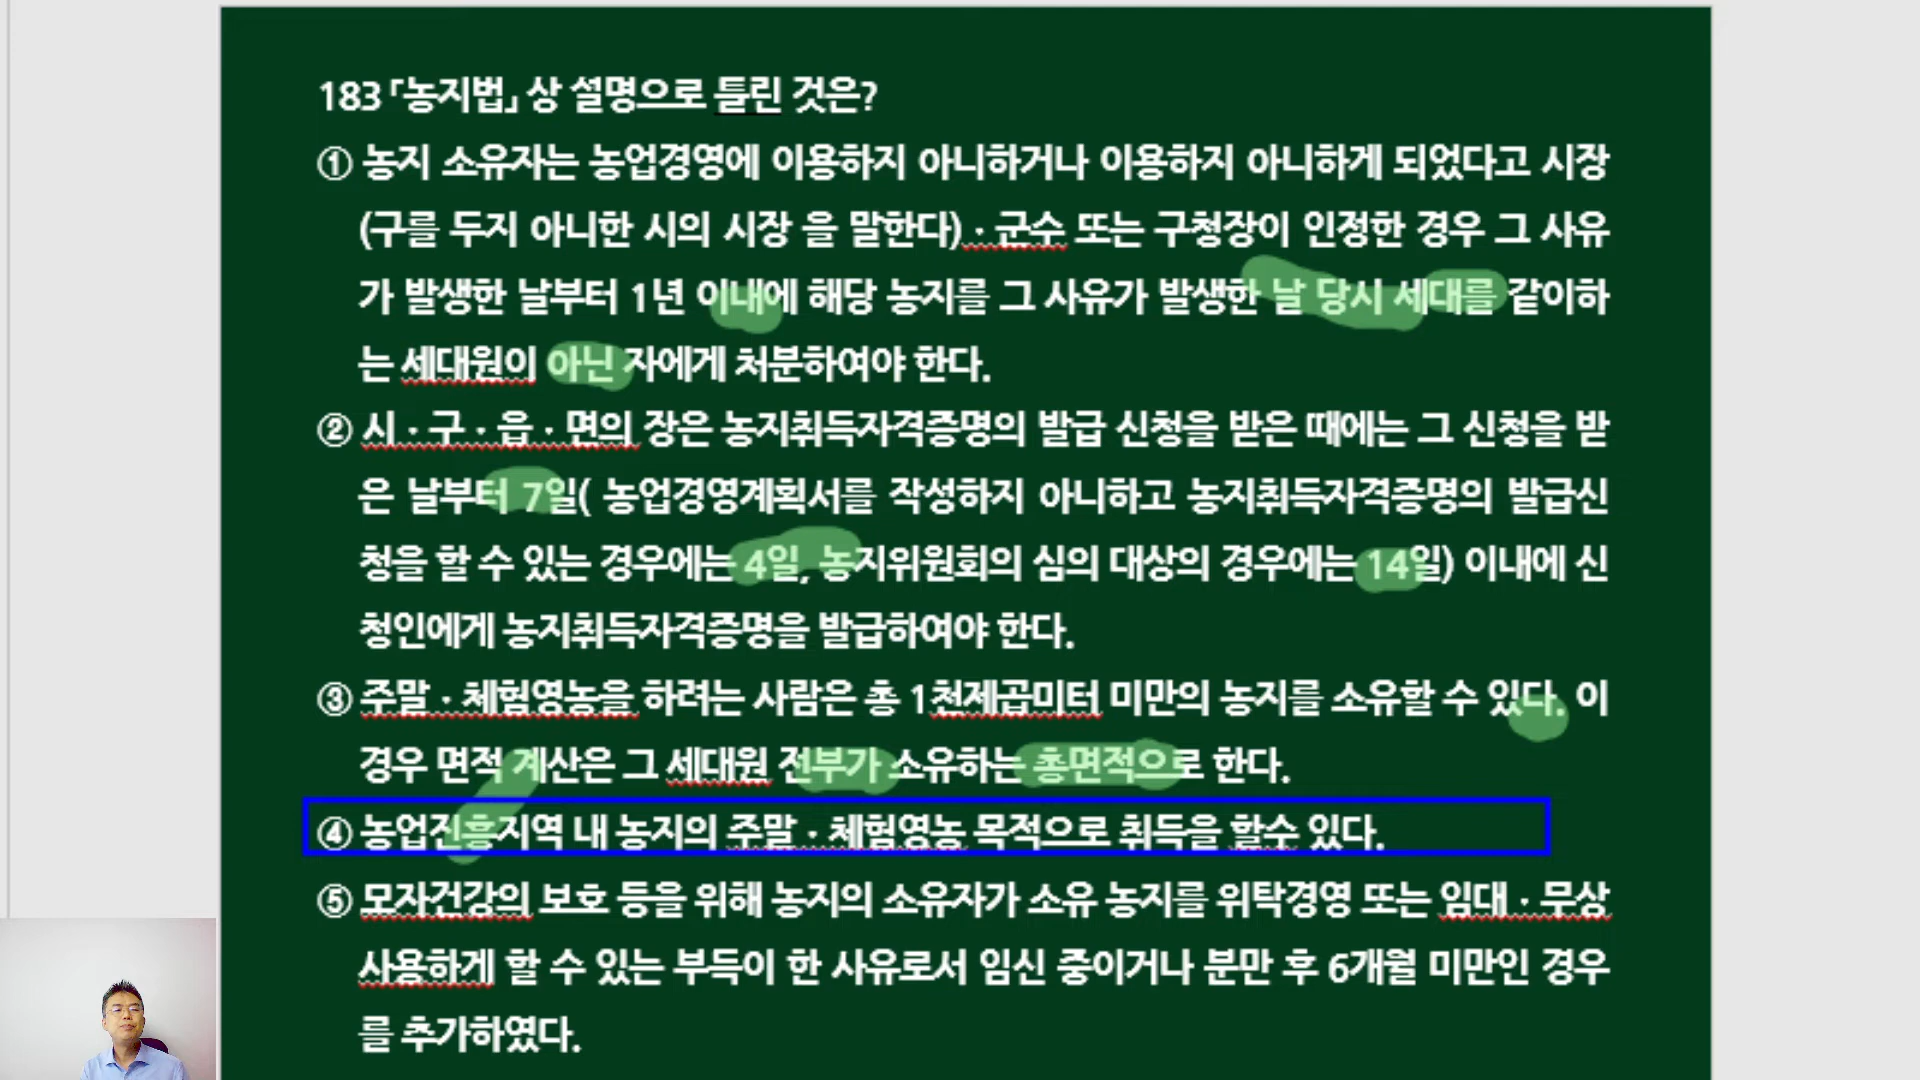 183「농지법」상 설명으로 틀린 것은?
① 농지 소유자는 농업경영에 이용하지 아니하거나 이용하지 아니하게 되었다고 시장
(구를 두지 아니한 시의 시장 을 말한다)·군수 또는 구청장이 인정한 경우 그 사유
가 발생한 날부터 1년 이내에 해당 농지를 그 사유가 발생한 날 당시 세대를 같이하
는 세대원이 아닌 자에게 처분하여야 한다.
② 시·구·읍·면의 장은 농지취득자격증명의 발급 신청을 받은 때에는 그 신청을 받
은 날부터 7일( 농업경영계획서를 작성하지 아니하고 농지취득자격증명의 발급신
청을 할 수 있는 경우에는 4일, 농지위원회의 심의 대상의 경우에는 14일) 이내에 신
청인에게 농지취득자격증명을 발급하여야 한다.
③ 주말·체험영농을 하려는 사람은 총 1천제곱미터 미만의 농지를 소유할 수 있다. 이
경우 면적 계산은 그 세대원 전부가 소유하는 총면적으로 한다.
④ 농업진흥지역 내 농지의 주말·체험영농 목적으로 취득을 할수 있다.
⑤ 모자건강의 보호 등을 위해 농지의 소유자가 소유 농지를 위탁경영 또는 임대·무상
사용하게 할 수 있는 부득이 한 사유로서 임신 중이거나 분만 후 6개월 미만인 경우
를 추가하였다.